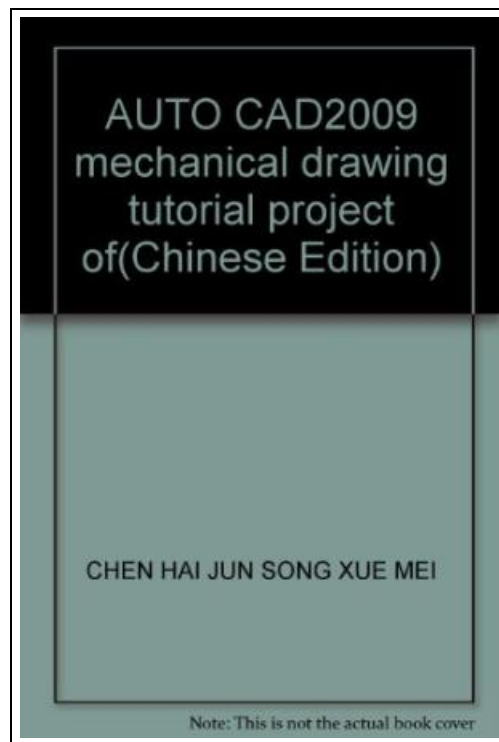 AUTO CAD2009
mechanical drawing
tutorial project
of(Chinese Edition)
CHEN HAI JUN SONG XUE MEI
Note: This is not the actual book cover